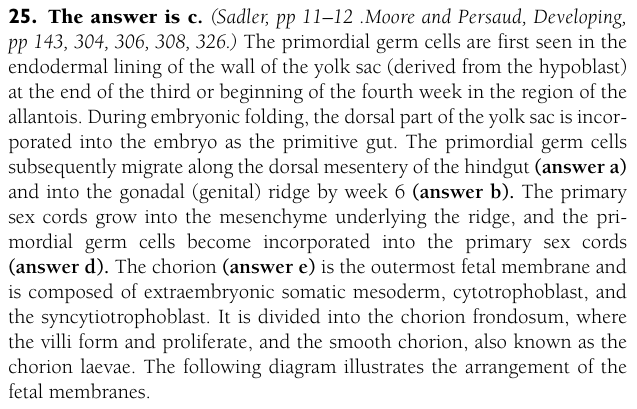 25. The answer is c. (Sadler, pp 11–12 .Moore and Persaud, Developing,
pp 143, 304, 306, 308, 326.) The primordial germ cells are first seen in the
endodermal lining of the wall of the yolk sac (derived from the hypoblast)
at the end of the third or beginning of the fourth week in the region of the
allantois. During embryonic folding, the dorsal part of the yolk sac is incor-
porated into the embryo as the primitive gut. The primordial germ cells
subsequently migrate along the dorsal mesentery of the hindgut (answer a)
and into the gonadal (genital) ridge by week 6 (answer b). The primary
sex cords grow into the mesenchyme underlying the ridge, and the pri-
mordial germ cells become incorporated into the primary sex cords
(answer d). The chorion (answer e) is the outermost fetal membrane and
is composed of extraembryonic somatic mesoderm, cytotrophoblast, and
the syncytiotrophoblast. It is divided into the chorion frondosum, where
the villi form and proliferate, and the smooth chorion, also known as the
chorion laevae. The following diagram illustrates the arrangement of the
fetal membranes.